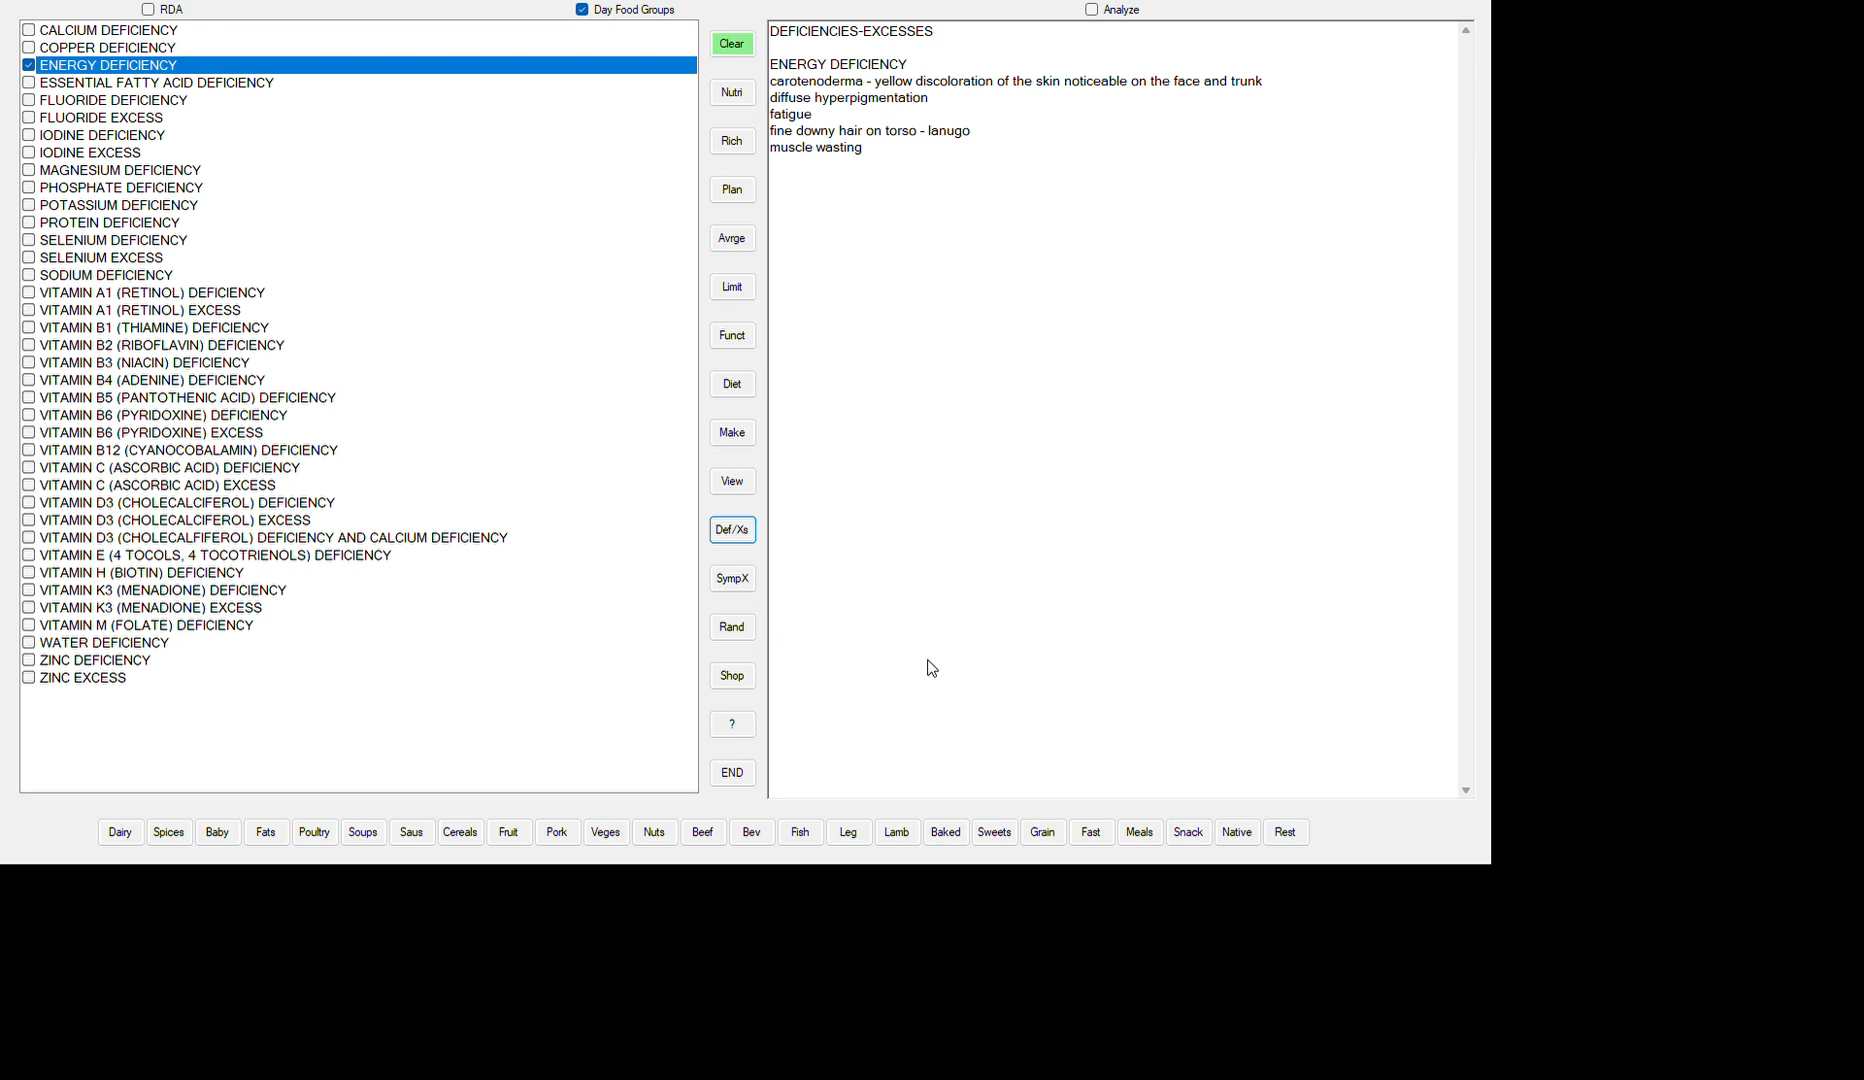 RDA
Day Food Groups
Analyze
CALCIUM DEFICIENCY
COPPER DEFICIENCY
ENERGY DEFICIENCY
ESSENTIAL FATTY ACID DEFICIENCY
FLUORIDE DEFICIENCY
FLUORIDE EXCESS
IODINE DEFICIENCY
IODINE EXCESS
MAGNESIUM DEFICIENCY
PHOSPHATE DEFICIENCY
POTASSIUM DEFICIENCY
PROTEIN DEFICIENCY
SELENIUM DEFICIENCY
SELENIUM EXCESS
SODIUM DEFICIENCY
VITAMIN A1 (RETINOL) DEFICIENCY
VITAMIN A1 (RETINOL) EXCESS
VITAMIN B1 (THIAMINE) DEFICIENCY
VITAMIN B2 (RIBOFLAVIN) DEFICIENCY
VITAMIN B3 (NIACIN) DEFICIENCY
VITAMIN B4 (ADENINE) DEFICIENCY
VITAMIN B5 (PANTOTHENIC ACID) DEFICIENCY
VITAMIN B6 (PYRIDOXINE) DEFICIENCY
VITAMIN B6 (PYRIDOXINE) EXCESS
VITAMIN B12 (CYANOCOBALAMIN) DEFICIENCY
VITAMIN C (ASCORBIC ACID) DEFICIENCY
VITAMIN C (ASCORBIC ACID) EXCESS
VITAMIN D3 (CHOLECALCIFEROL) DEFICIENCY
VITAMIN D3 (CHOLECALCIFEROL) EXCESS
VITAMIN D3 (CHOLECALFIFEROL) DEFICIENCY AND CALCIUM DEFICIENCY
VITAMIN E (4 TOCOLS, 4 TOCOTRIENOLS) DEFICIENCY
VITAMIN H (BIOTIN) DEFICIENCY
VITAMIN K3 (MENADIONE) DEFICIENCY
VITAMIN K3 (MENADIONE) EXCESS
VITAMIN M (FOLATE) DEFICIENCY
WATER DEFICIENCY
ZINC DEFICIENCY
ZINC EXCESS
Clear
Nutri
Rich
Plan
Avrge
Limit
Funct
Diet
Make
View
Def/Xs
SympX
Rand
Shop
?
END
DEFICIENCIES-EXCESSES
ENERGY DEFICIENCY
carotenoderma - yellow discoloration of the skin noticeable on the face and trunk
diffuse hyperpigmentation
fatigue
fine downy hair on torso - lanugo
muscle wasting
Dairy Spices Baby Fats Poultry Soups Saus Cereals Fruit Pork Veges Nuts Beef Bev Fish Leg Lamb Baked Sweets Grain Fast Meals Snack Native Rest